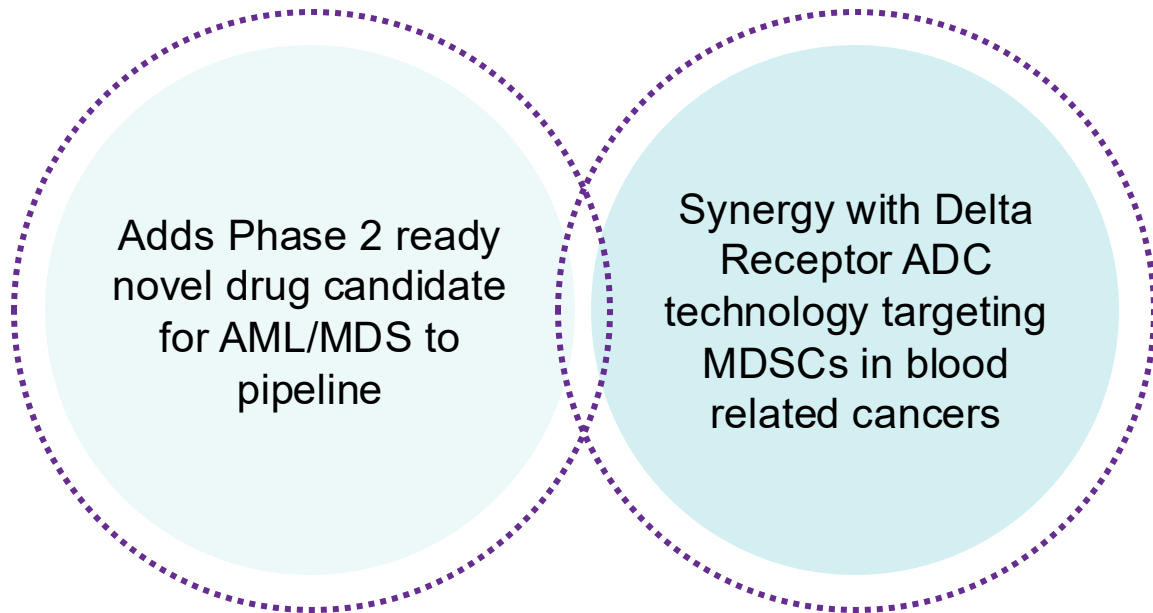 Adds Phase 2 ready
novel drug candidate
for AML/MDS to
pipeline
Synergy with Delta
Receptor ADC
technology targeting
MDSCs in blood
related cancers